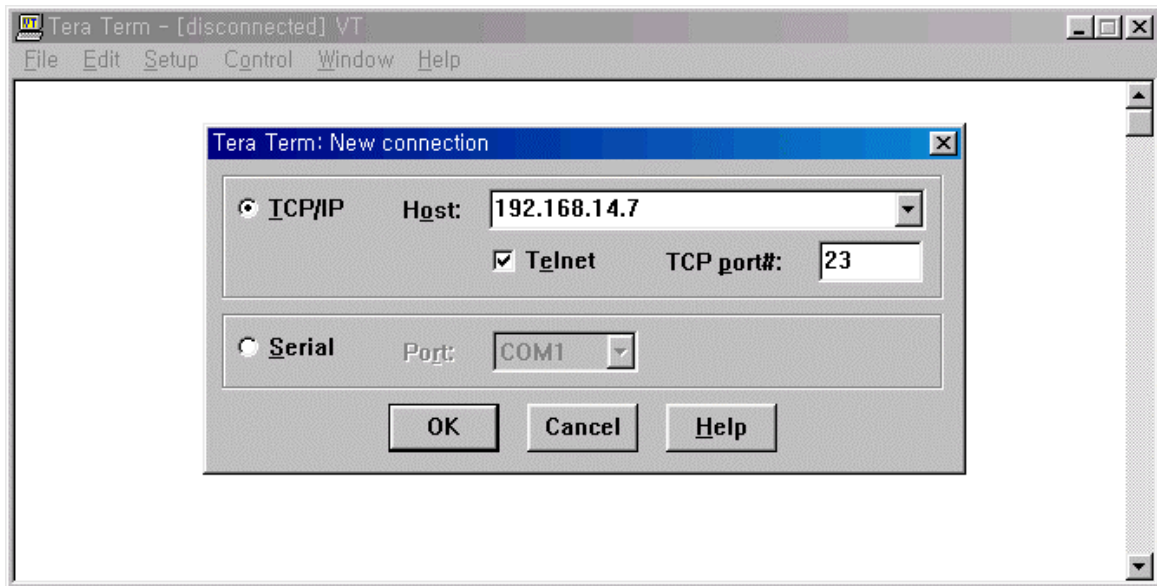 Tera Term - [disconnected] VT
File Edit Setup Control Window Help
Tera Term: New connection
TCP/IP Host: 192.168.14.7
Telnet TCP port#: 23
Serial Port: COM1
OK Cancel Help